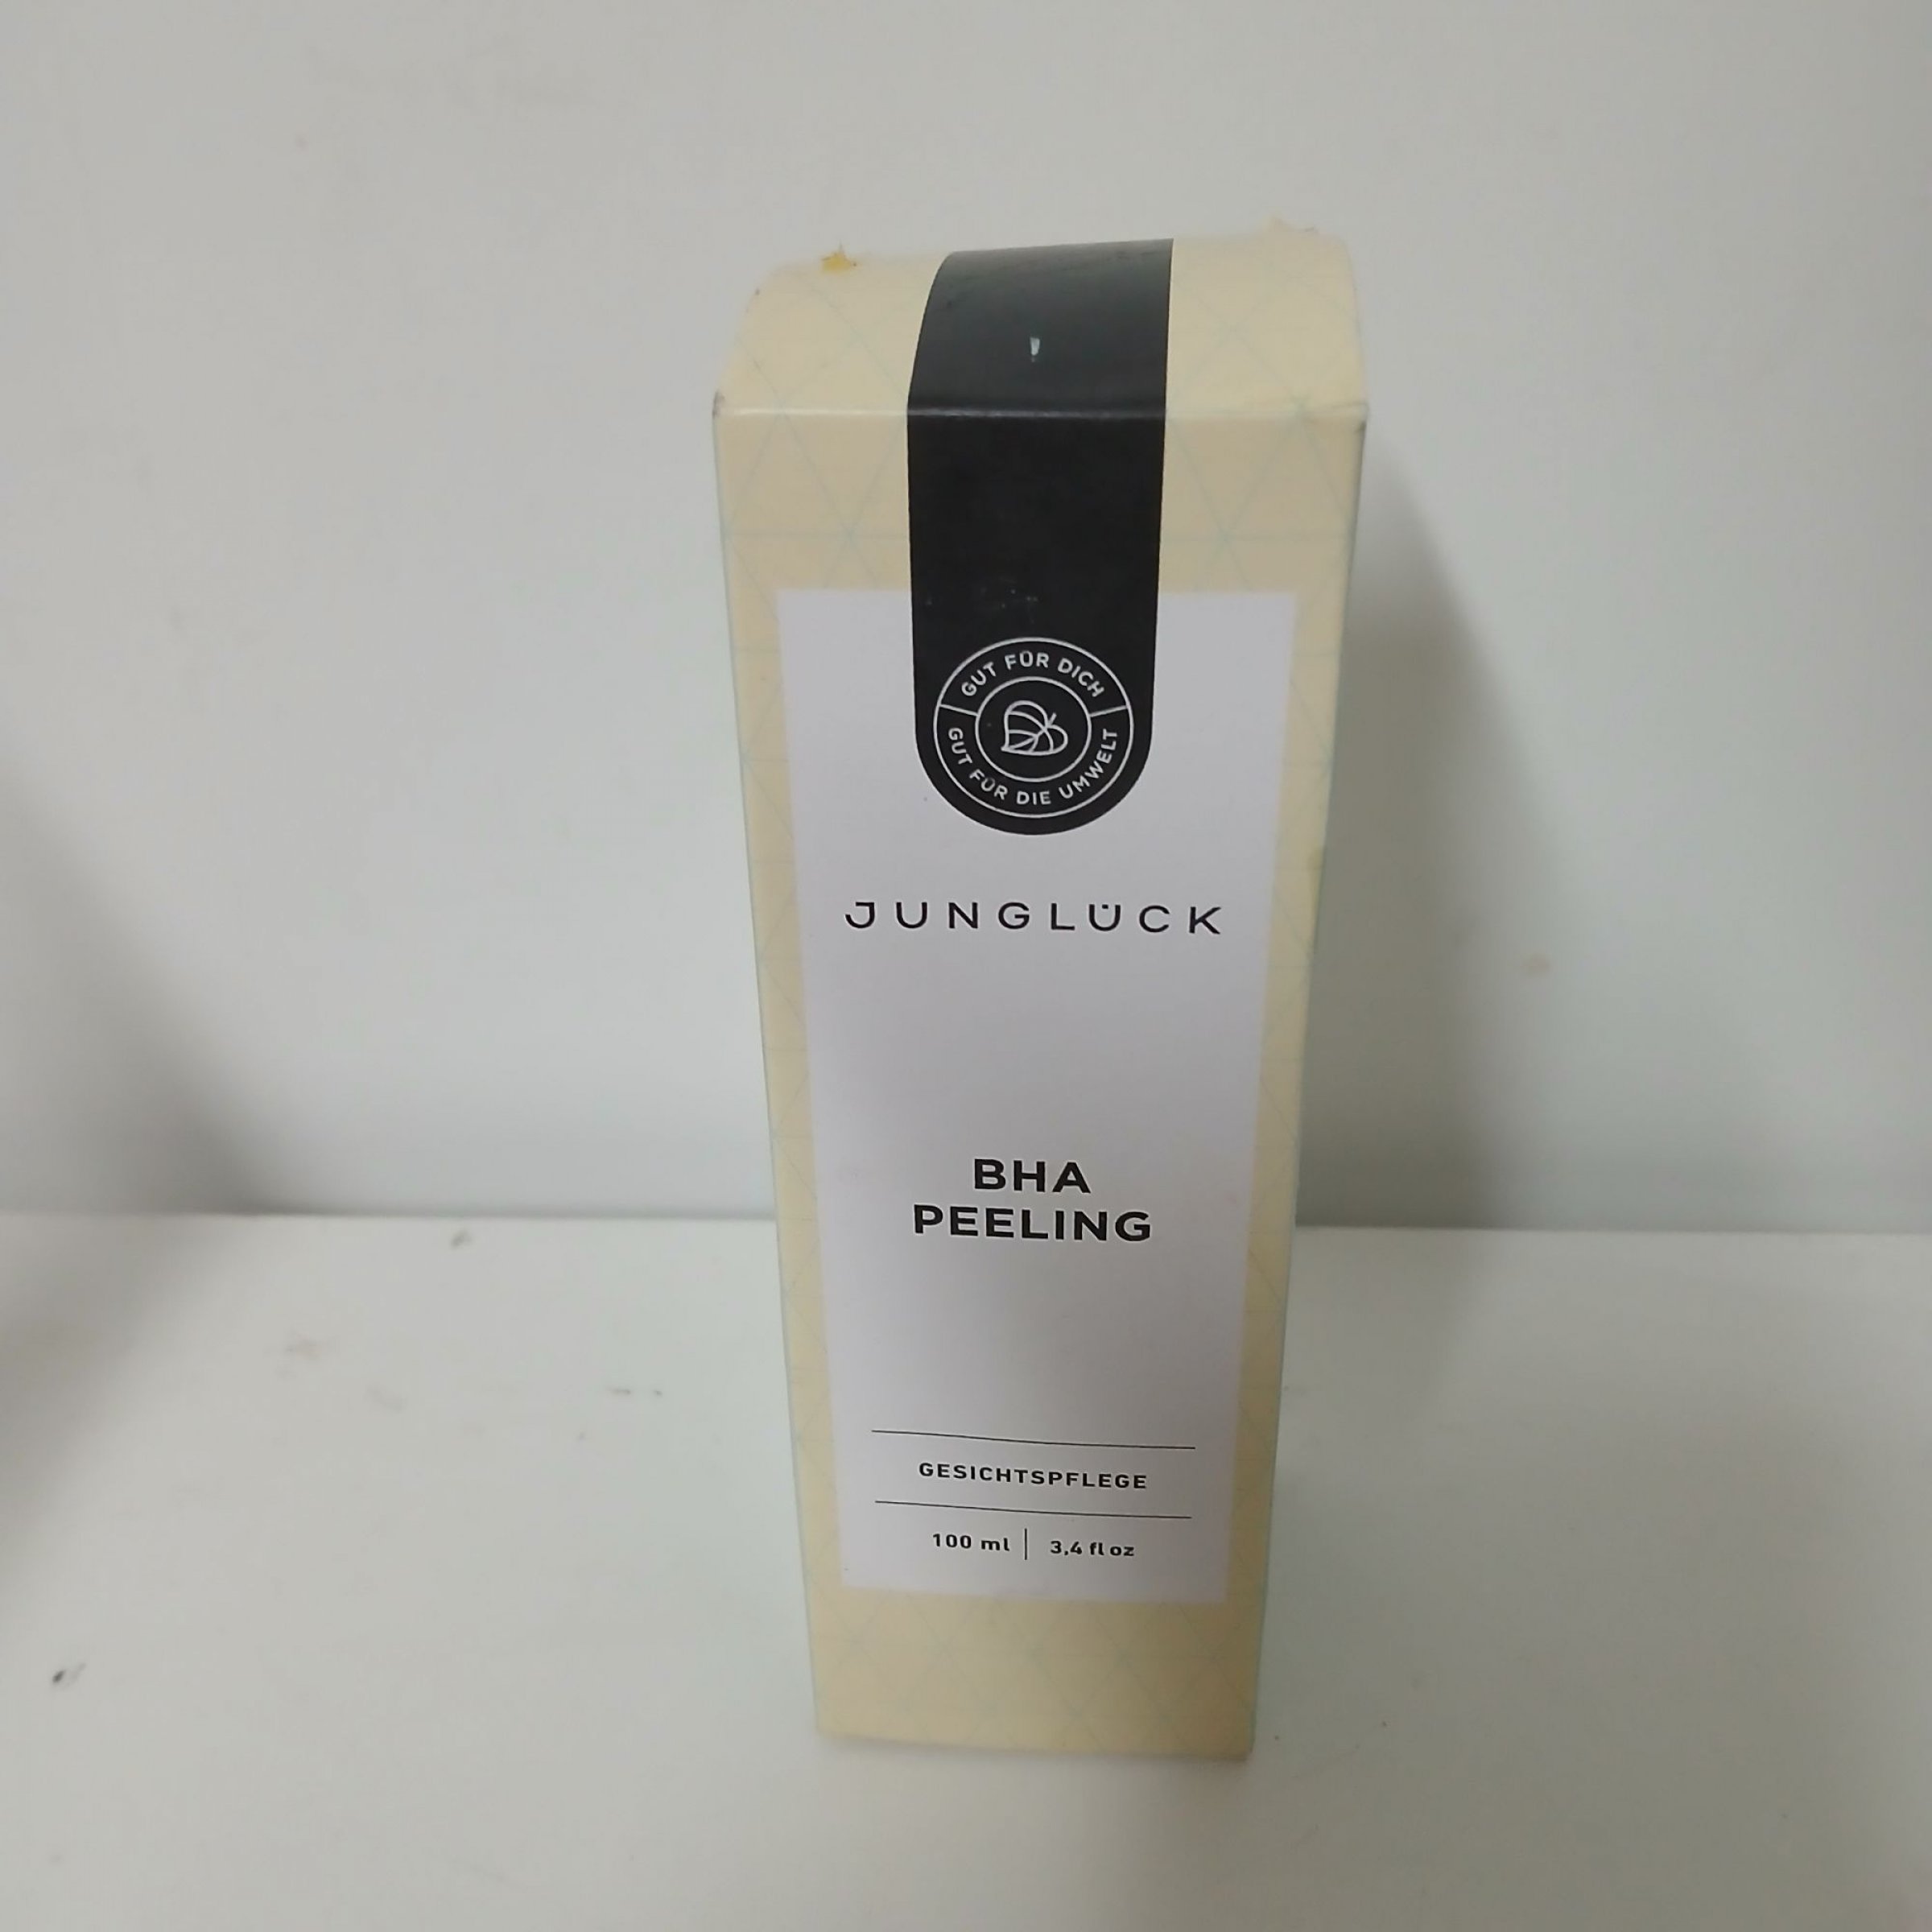 GUT FÜR DICH
GUT FÜR DIE UMWELT
JUNGLÜCK
BHA
PEELING
GESICHTSPFLEGE
100 ml | 3,4 fl oz